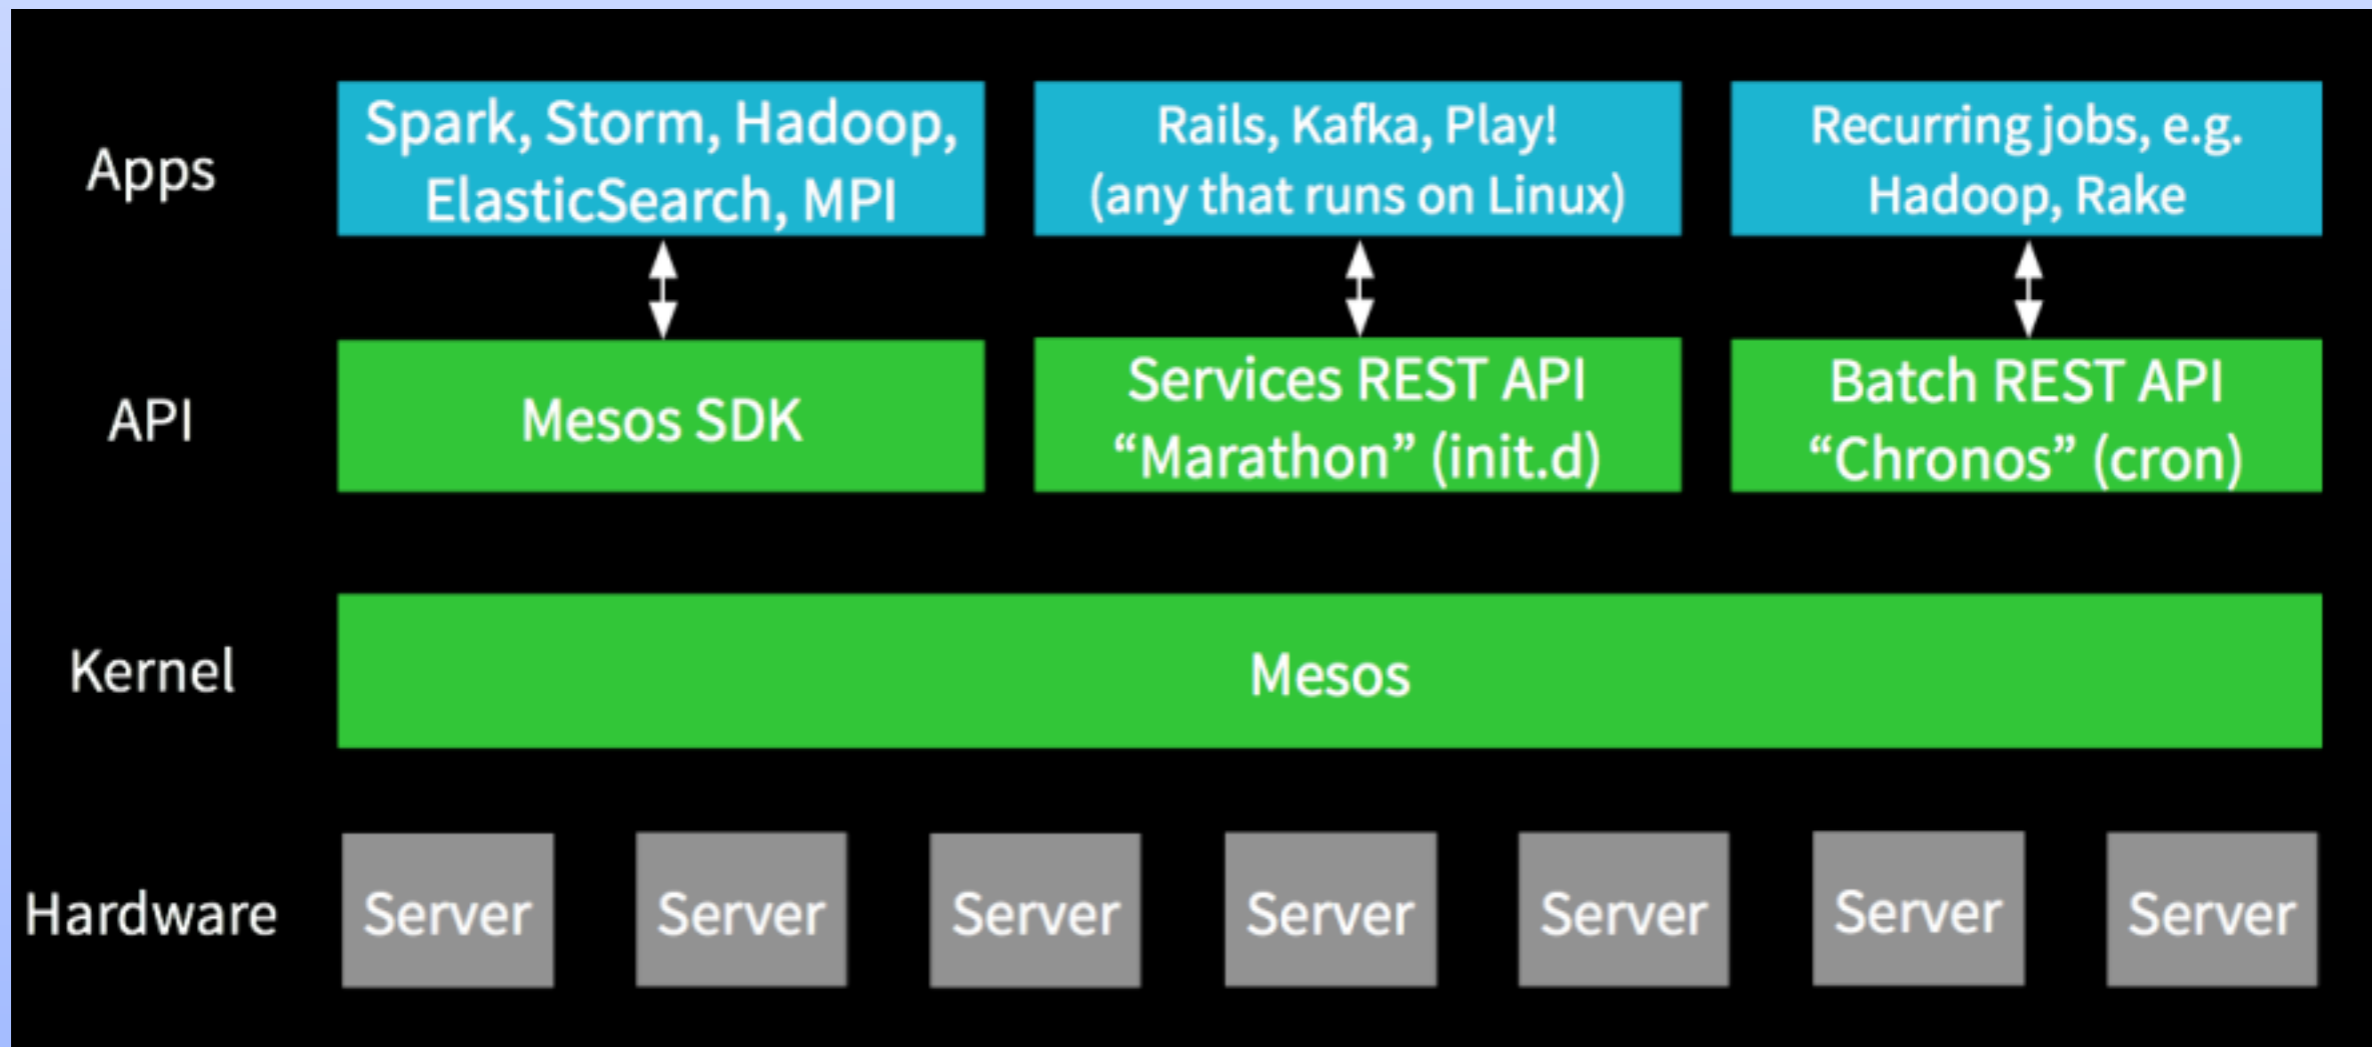 Apps
Spark, Storm, Hadoop,
ElasticSearch, MPI
Rails, Kafka, Play!
(any that runs on Linux)
Recurring jobs, e.g.
Hadoop, Rake
API
Mesos SDK
Services REST API
“Marathon” (init.d)
Batch REST API
“Chronos” (cron)
Kernel
Mesos
Hardware
Server
Server
Server
Server
Server
Server
Server